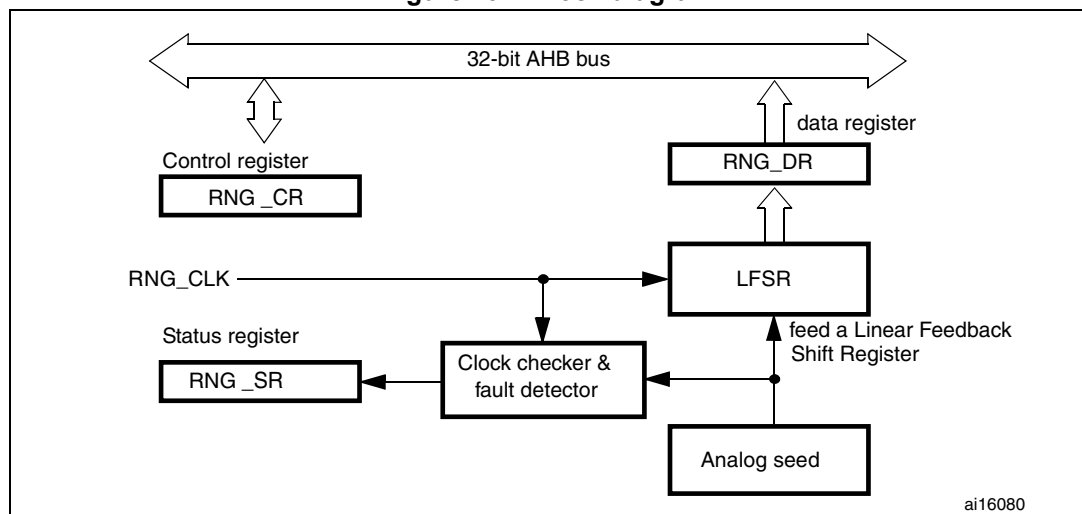 32-bit AHB bus
data register
Control register
RNG_DR
RNG _CR
RNG_CLK
LFSR
Status register
feed a Linear Feedback
Shift Register
RNG _SR
Clock checker &
fault detector
Analog seed
ai16080